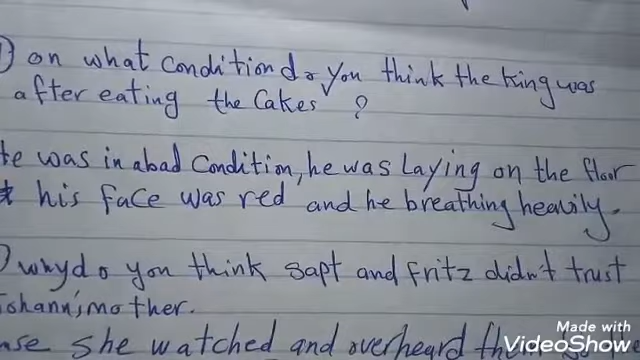 on what condition do you think the king was
after eating the Cakes ?
He was in a bad Condition, he was Laying on the floor
his face was red and he breathing heavily.
why do you think sapt and Fritz didn't trust
Johann's mother.
she watched and overheard
Made with
VideoShow